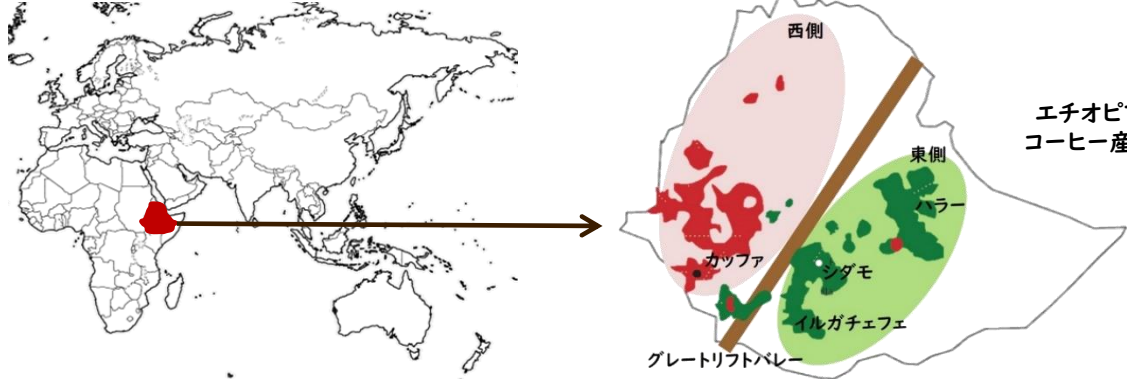 西側
エチオピ
コーヒー産
東側
ハラー
カッファ
シダモ
イルガチェフェ
グレートリフトバレー